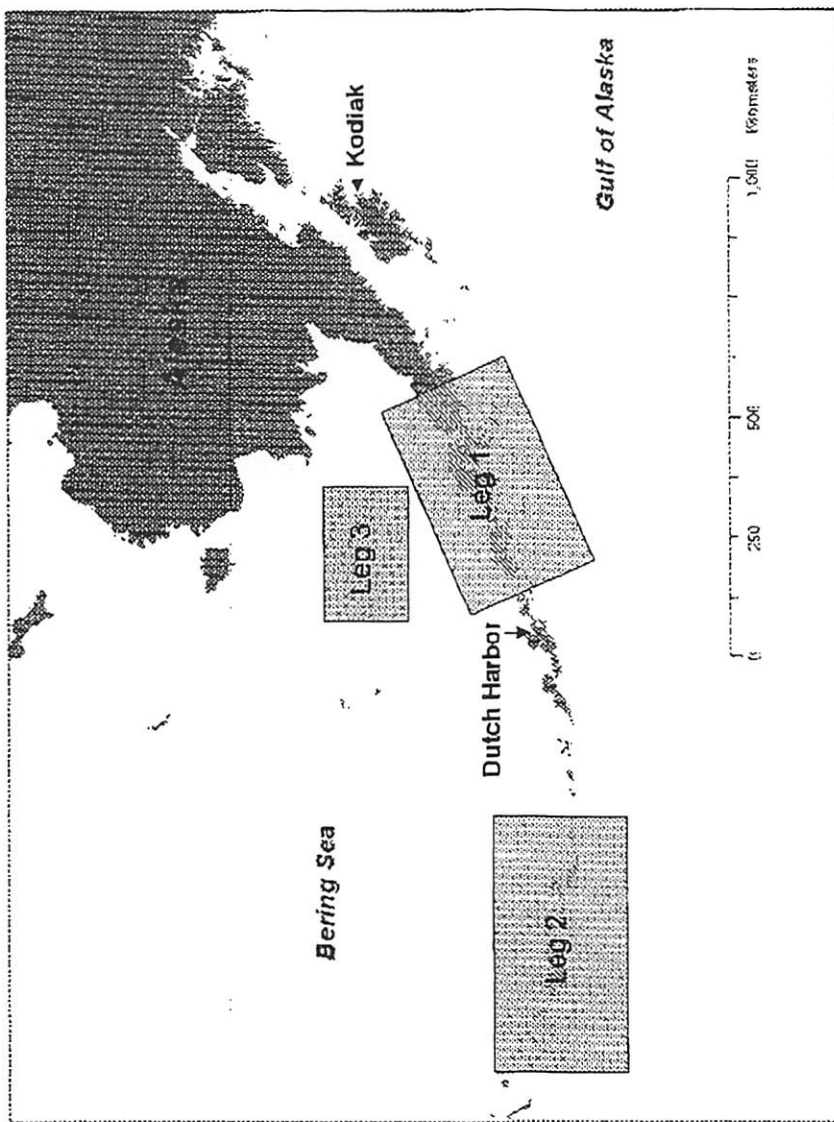 Alaska
Kodiak
Bering Sea
Leg 3
Leg 1
Dutch Harbor
Leg 2
Gulf of Alaska
0 250 500 1,000 Kilometers